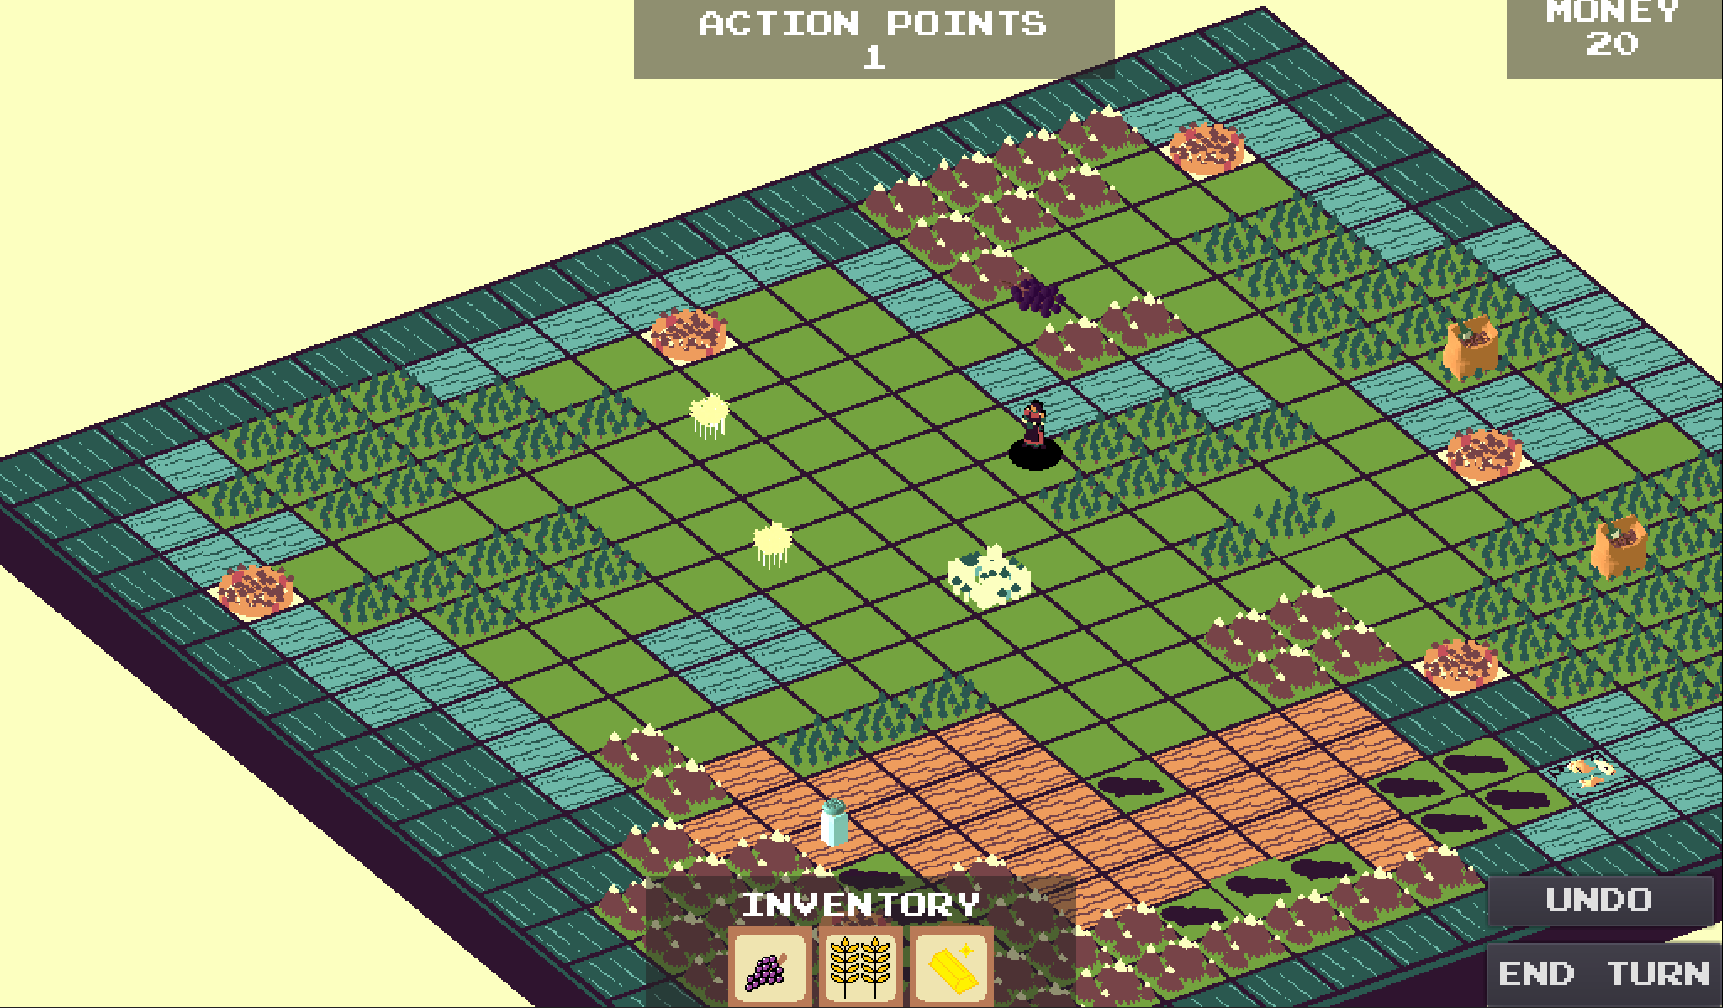 ACTION POINTS
1
MONEY
20
INVENTORY
UNDO
END TURN